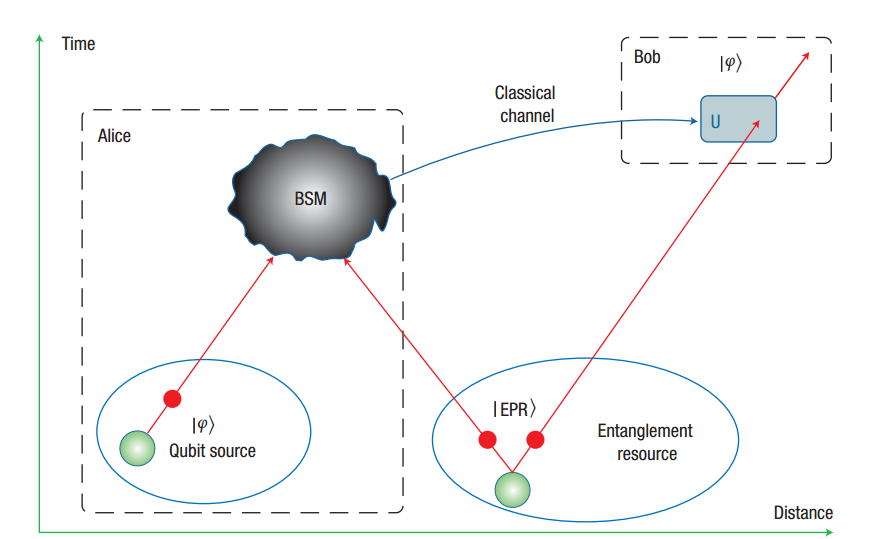 Time
Bob
|φ⟩
Classical
channel
U
Alice
BSM
|EPR⟩
|φ⟩
Qubit source
Entanglement
resource
Distance